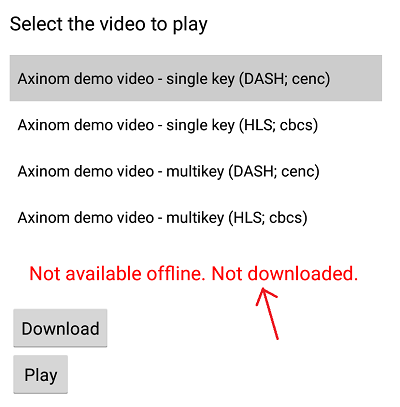 Select the video to play
Axinom demo video - single key (DASH; cenc)
Axinom demo video - single key (HLS; cbcs)
Axinom demo video - multikey (DASH; cenc)
Axinom demo video - multikey (HLS; cbcs)
Not available offline. Not downloaded.
Download
Play